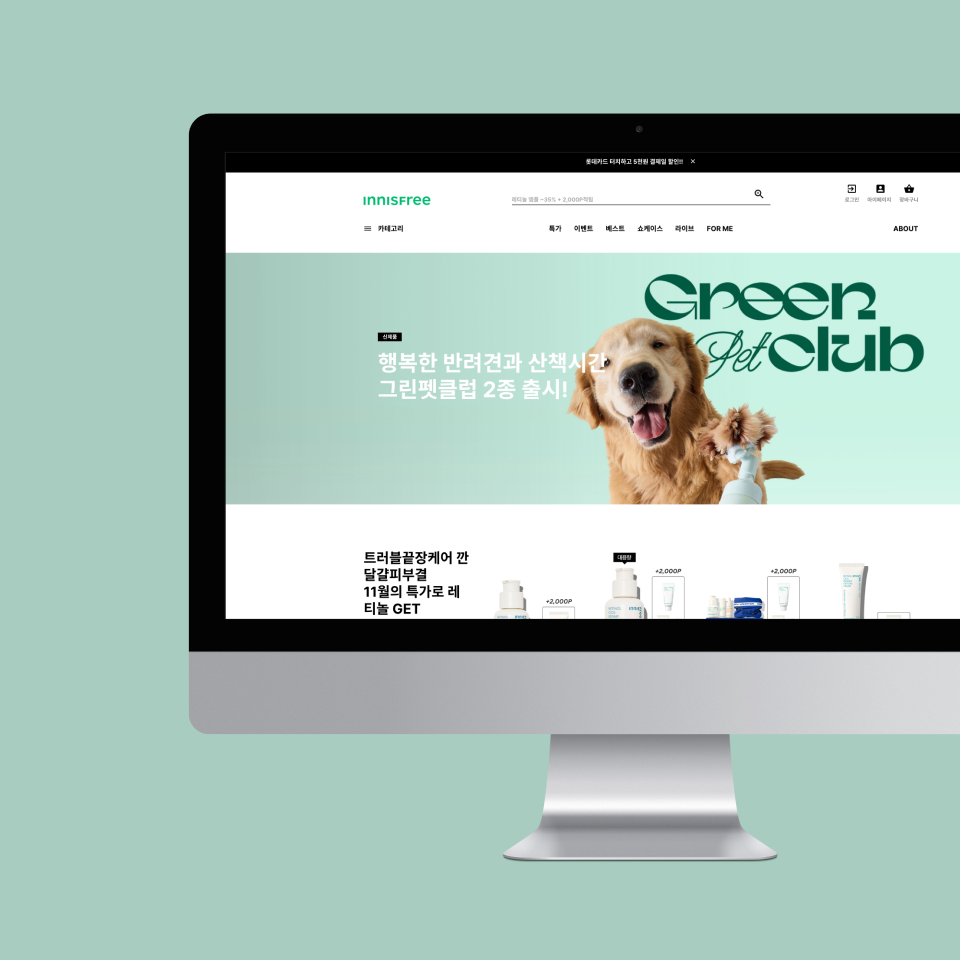 롯데카드 터치하고 5천원 결제일 할인!! ×
INNISFREE
레티놀 앰플 ~35% + 2,000P적립
로그인 마이페이지 장바구니
카테고리
특가 이벤트 베스트 쇼케이스 라이브 FOR ME
ABOUT
Green
Pet club
신제품
행복한 반려견과 산책시간
그린펫클럽 2종 출시!
트러블끝장케어 깐
달걀피부결
11월의 특가로 레
티놀 GET
대용량
+2,000P
+2,000P
+2,000P